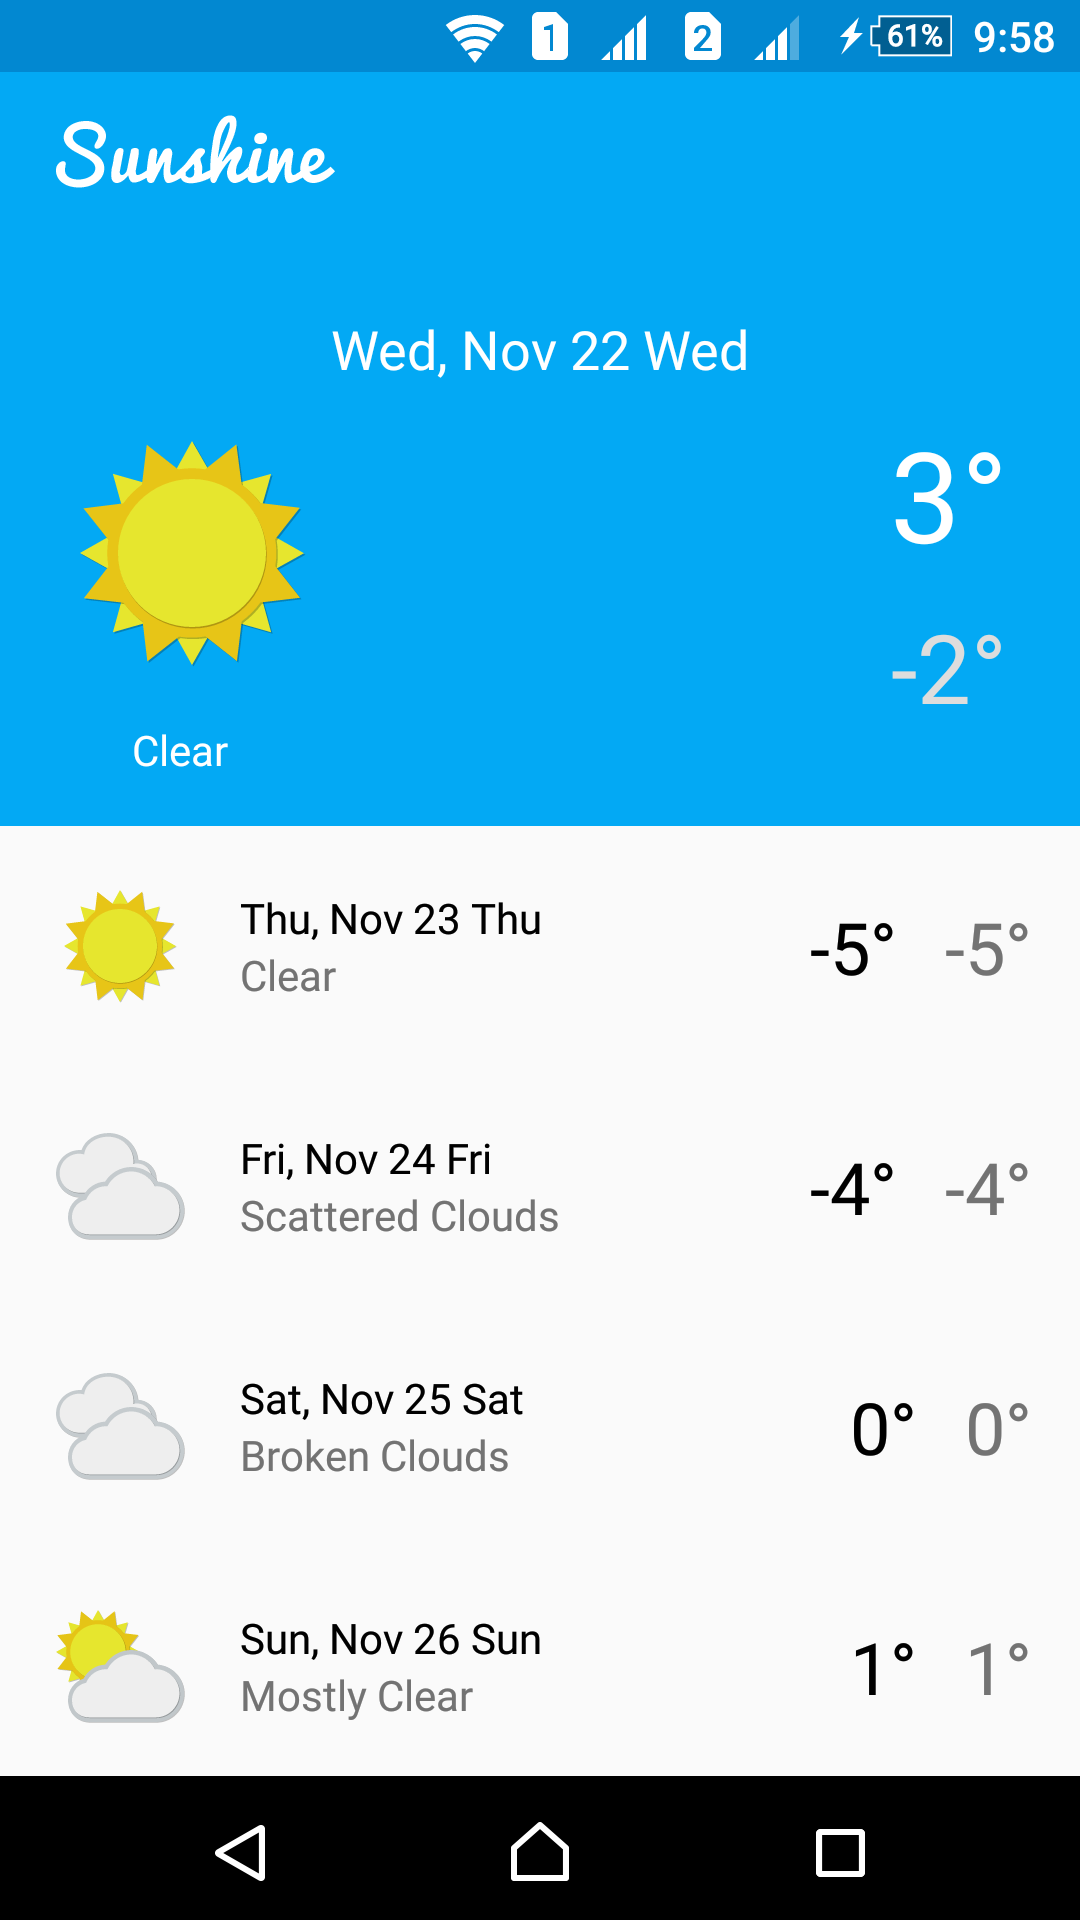 1 2 61% 9:58
Sunshine
Wed, Nov 22 Wed
3°
-2°
Clear
Thu, Nov 23 Thu
Clear
-5° -5°
Fri, Nov 24 Fri
Scattered Clouds
-4° -4°
Sat, Nov 25 Sat
Broken Clouds
0° 0°
Sun, Nov 26 Sun
Mostly Clear
1° 1°